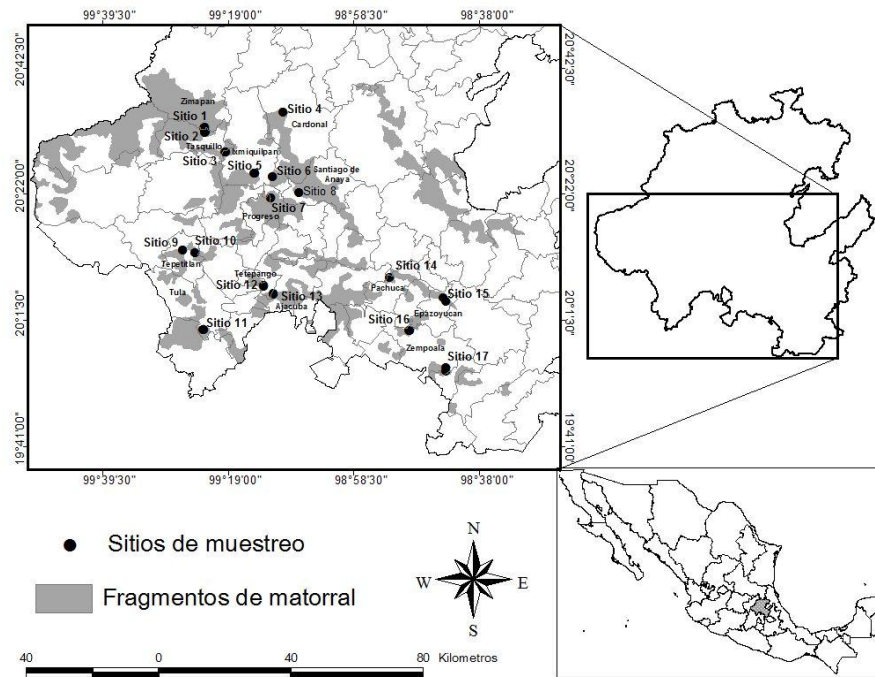 99°39'30"
99°19'00"
98°58'30"
98°38'00"
20°42'30"
20°42'30"
Zimapan
Sitio 1
Sitio 4
Cardonal
Sitio 2
Tasquillo
Ixmiquilpan
Sitio 3
Sitio 5
Sitio 6
Santiago de
Anaya
20°22'00"
20°22'00"
Sitio 8
Sitio 7
Progreso
Sitio 9
Sitio 10
Tepetitlan
Tetepango
Sitio 14
Sitio 12
Pachuca
Tula
Sitio 13
Sitio 15
Ajacuba
Epazoyucan
20°01'30"
20°01'30"
Sitio 11
Sitio 16
Zempoala
Sitio 17
19°41'00"
19°41'00"
99°39'30"
99°19'00"
98°58'30"
98°38'00"
Sitios de muestreo
Fragmentos de matorral
N
W
E
S
40
0
40
80
Kilometros